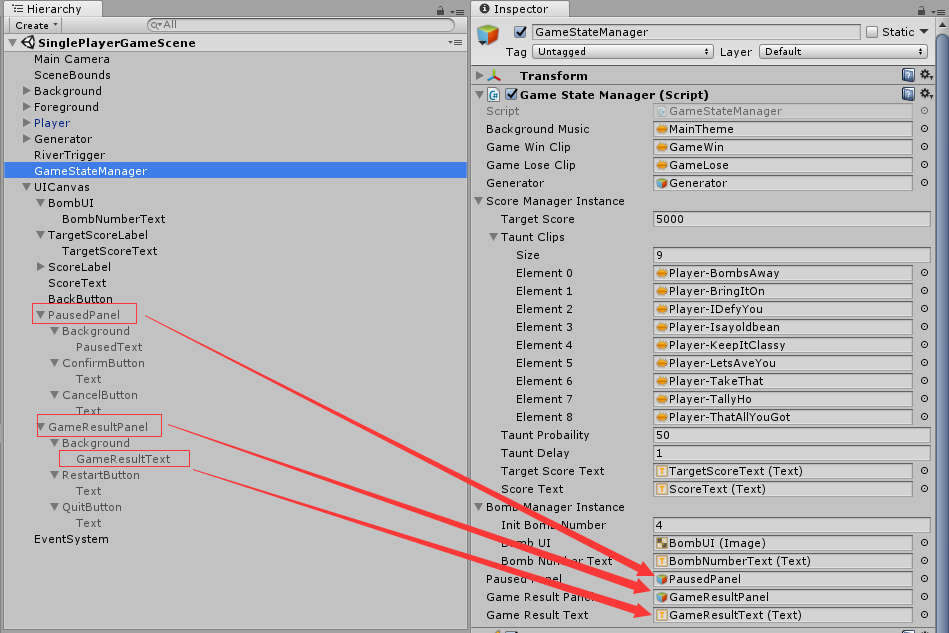 Hierarchy
Create
All
SinglePlayerGameScene
Main Camera
SceneBounds
Background
Foreground
Player
Generator
RiverTrigger
GameStateManager
UICanvas
BombUI
BombNumberText
TargetScoreLabel
TargetScoreText
ScoreLabel
ScoreText
BackButton
PausedPanel
Background
PausedText
ConfirmButton
Text
CancelButton
Text
GameResultPanel
Background
GameResultText
RestartButton
Text
QuitButton
Text
EventSystem
Inspector
GameStateManager Static
Tag Untagged Layer Default
Transform
Game State Manager (Script)
Script GameStateManager
Background Music MainTheme
Game Win Clip GameWin
Game Lose Clip GameLose
Generator Generator
Score Manager Instance
Target Score 5000
Taunt Clips
Size 9
Element 0 Player-BombsAway
Element 1 Player-BringItOn
Element 2 Player-IDefyYou
Element 3 Player-Isayoldbean
Element 4 Player-KeepItClassy
Element 5 Player-LetsAveYou
Element 6 Player-TakeThat
Element 7 Player-TallyHo
Element 8 Player-ThatAllYouGot
Taunt Probaility 50
Taunt Delay 1
Target Score Text TargetScoreText (Text)
Score Text ScoreText (Text)
Bomb Manager Instance
Init Bomb Number 4
Bomb UI BombUI (Image)
Bomb Number Text BombNumberText (Text)
Paused Panel PausedPanel
Game Result Panel GameResultPanel
Game Result Text GameResultText (Text)